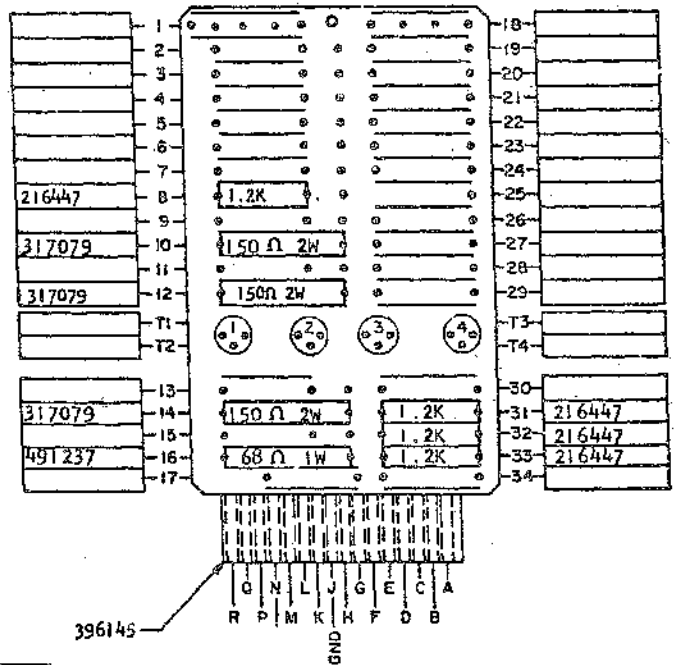 1 18
2 19
3 20
4 21
5 22
6 23
7 24
216447 8 1.2K 25
9 26
317079 10 150 Ω 2W 27
11 28
317079 12 150Ω 2W 29
T1 1 2 3 4 T3
T2 T4
13 30
317079 14 150 Ω 2W 1.2K 31 216447
15 1.2K 32 216447
491237 16 68 Ω 1W 1.2K 33 216447
17 34
Q N L J G E C A
R P M K H F D B
396145
GND